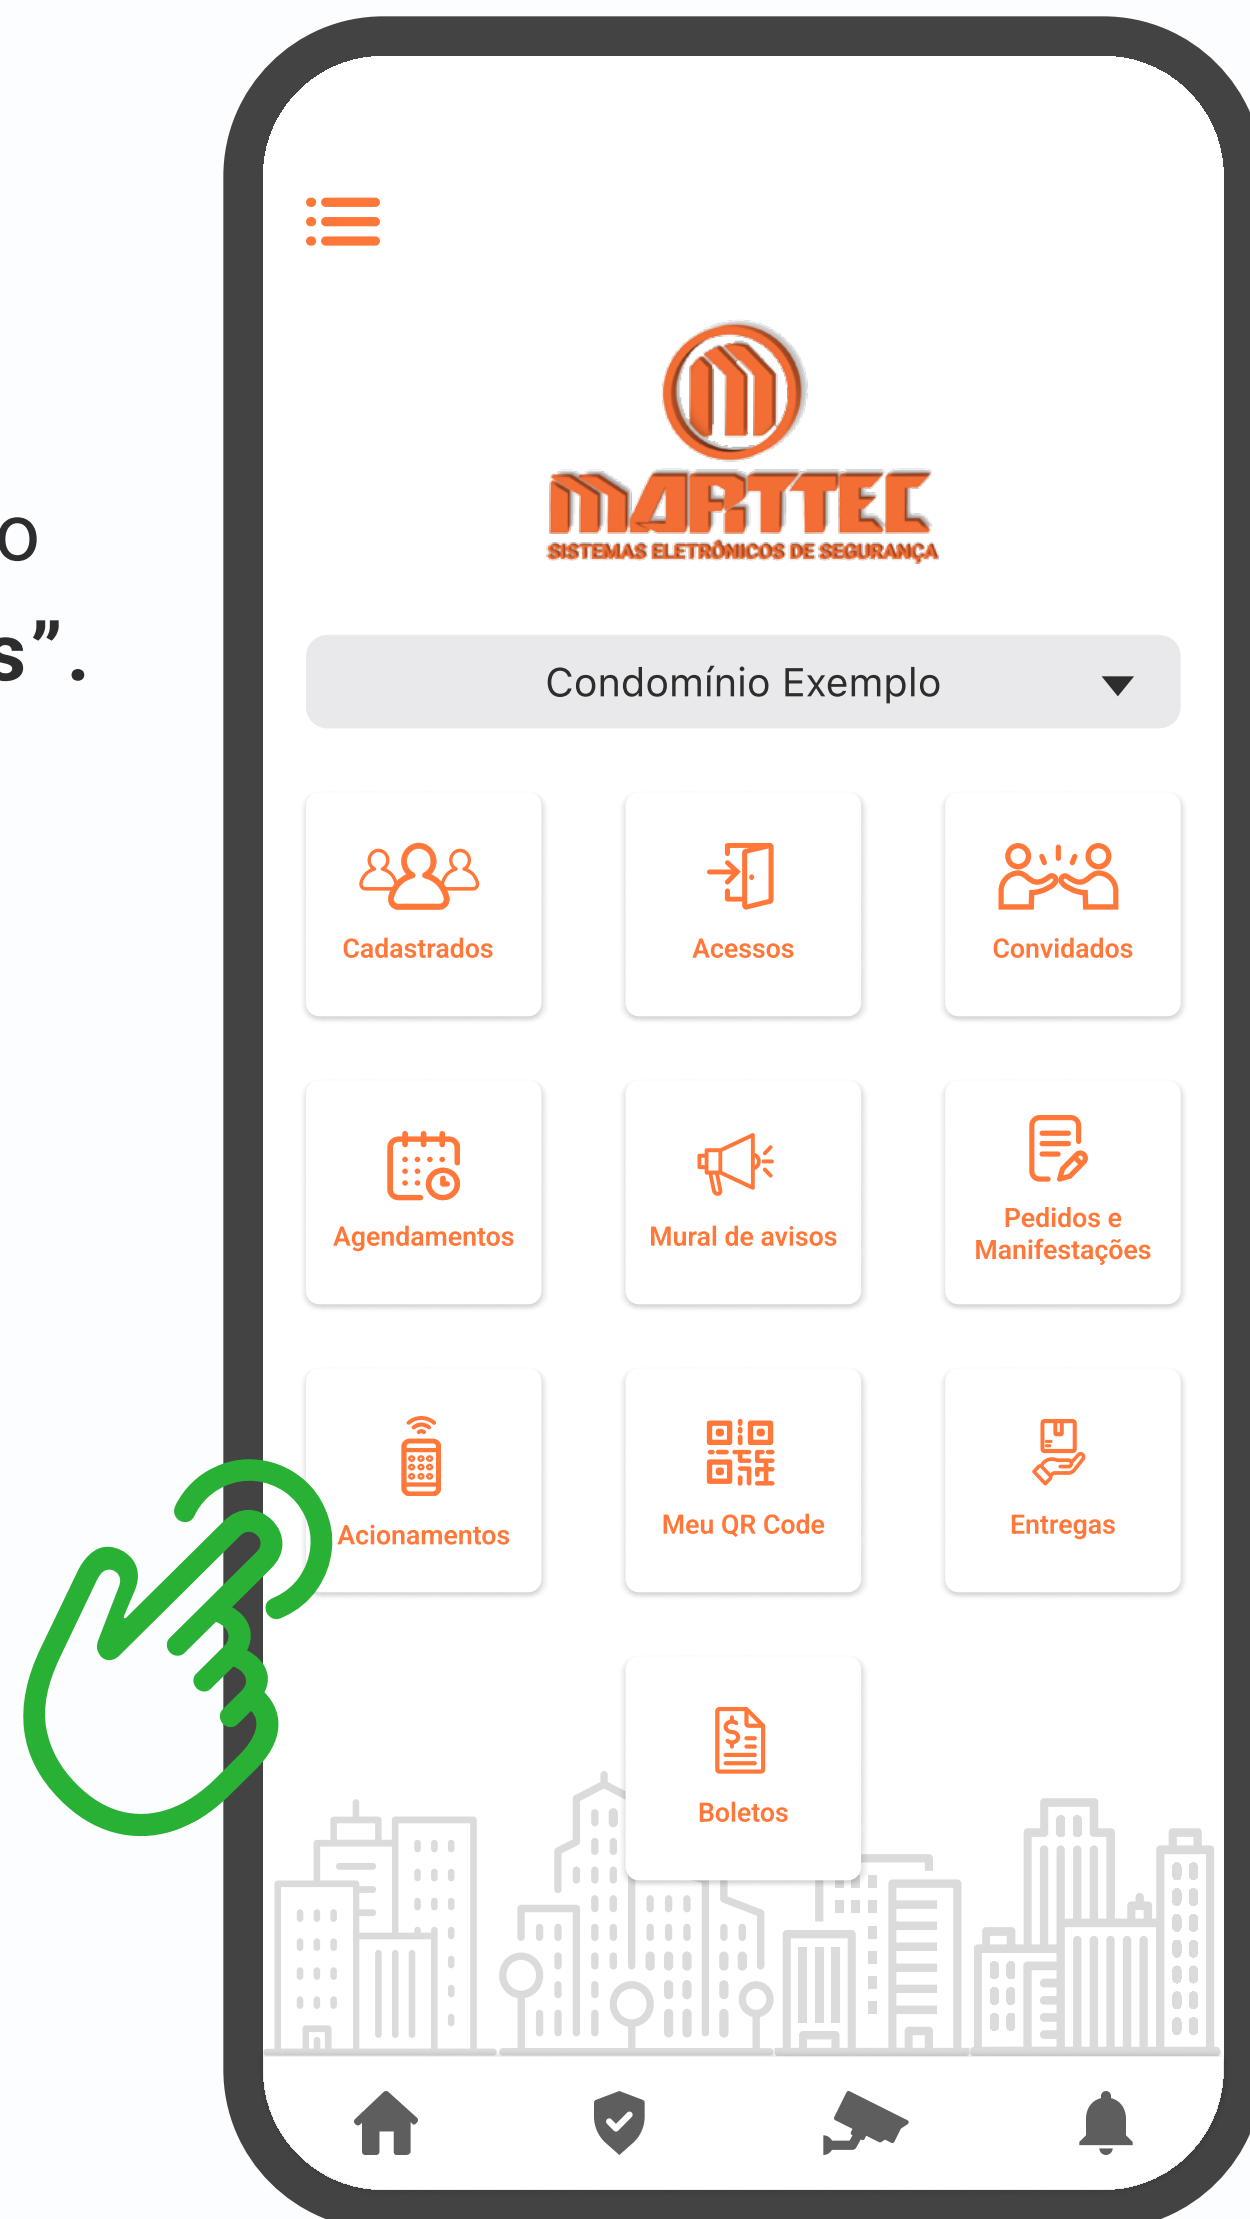 MARTTEC
SISTEMAS ELETRÔNICOS DE SEGURANÇA
o
s”.
Condomínio Exemplo
Cadastrados
Acessos
Convidados
Agendamentos
Mural de avisos
Pedidos e
Manifestações
Acionamentos
Meu QR Code
Entregas
Boletos